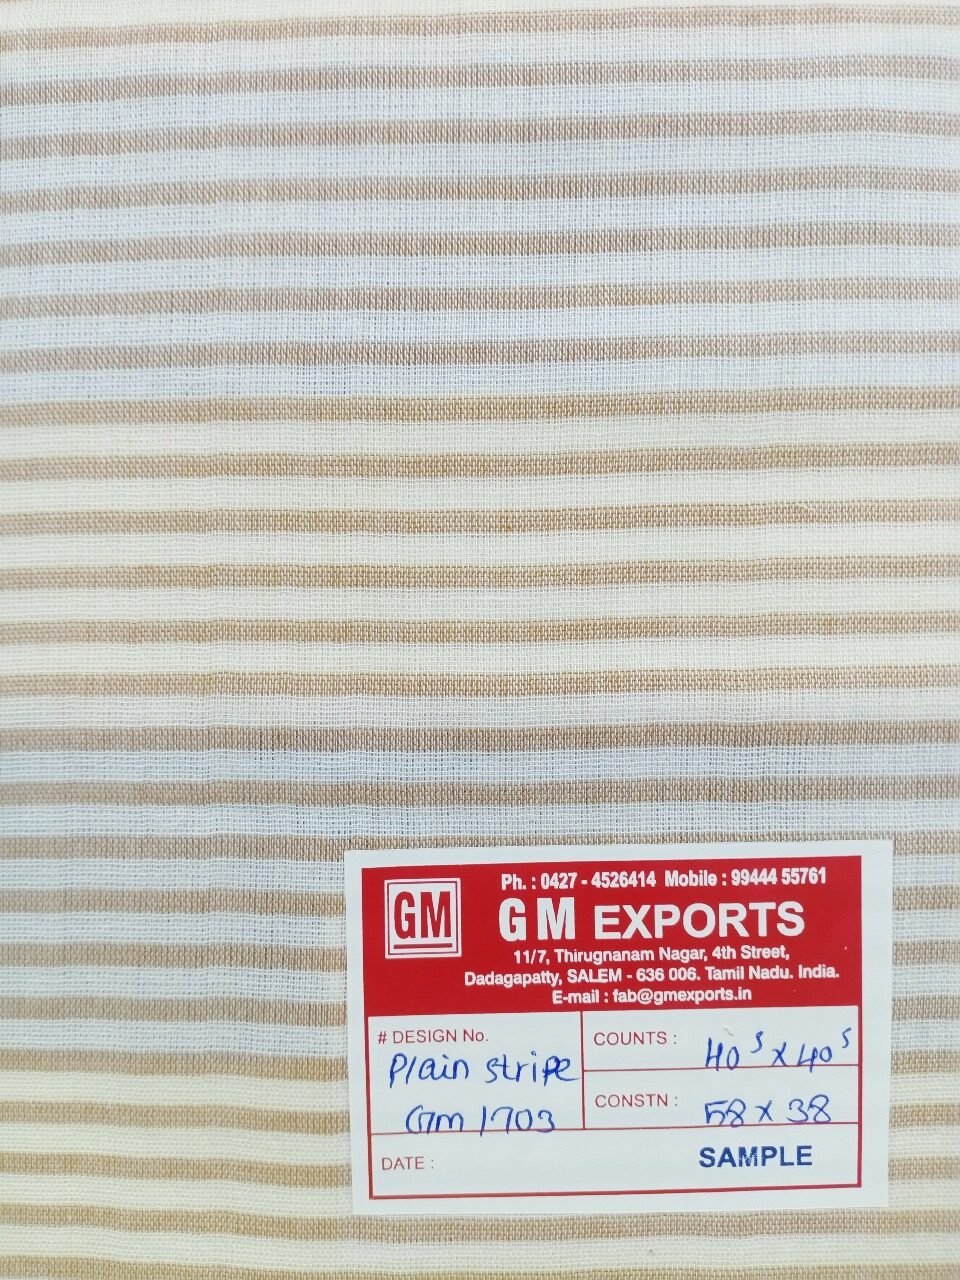 Ph. : 0427 - 4526414 Mobile : 99444 55761
GM
G M EXPORTS
11/7, Thirugnanam Nagar, 4th Street,
Dadagapatty, SALEM - 636 006. Tamil Nadu. India.
E-mail : fab@gmexports.in
# DESIGN No.
Plain stripe
Gm 1703
COUNTS : 40s x 40s
CONSTN : 58 x 38
DATE :
SAMPLE